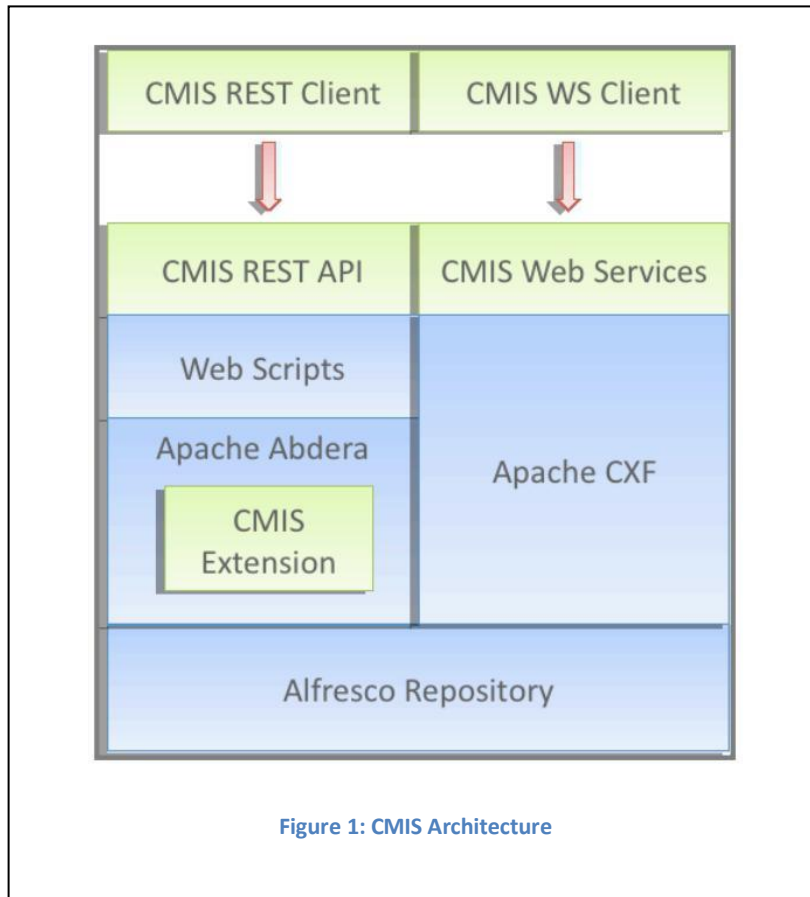 CMIS REST Client
CMIS WS Client
CMIS REST API
CMIS Web Services
Web Scripts
Apache Abdera
CMIS
Extension
Apache CXF
Alfresco Repository
Figure 1: CMIS Architecture